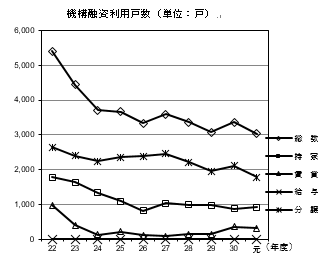 機構融資利用戸数（単位：戸）
6,000
5,000
4,000
3,000
2,000
1,000
0
22 23 24 25 26 27 28 29 30 元 (年度)
総 数
持 家
賃 貸
給 与
分 譲